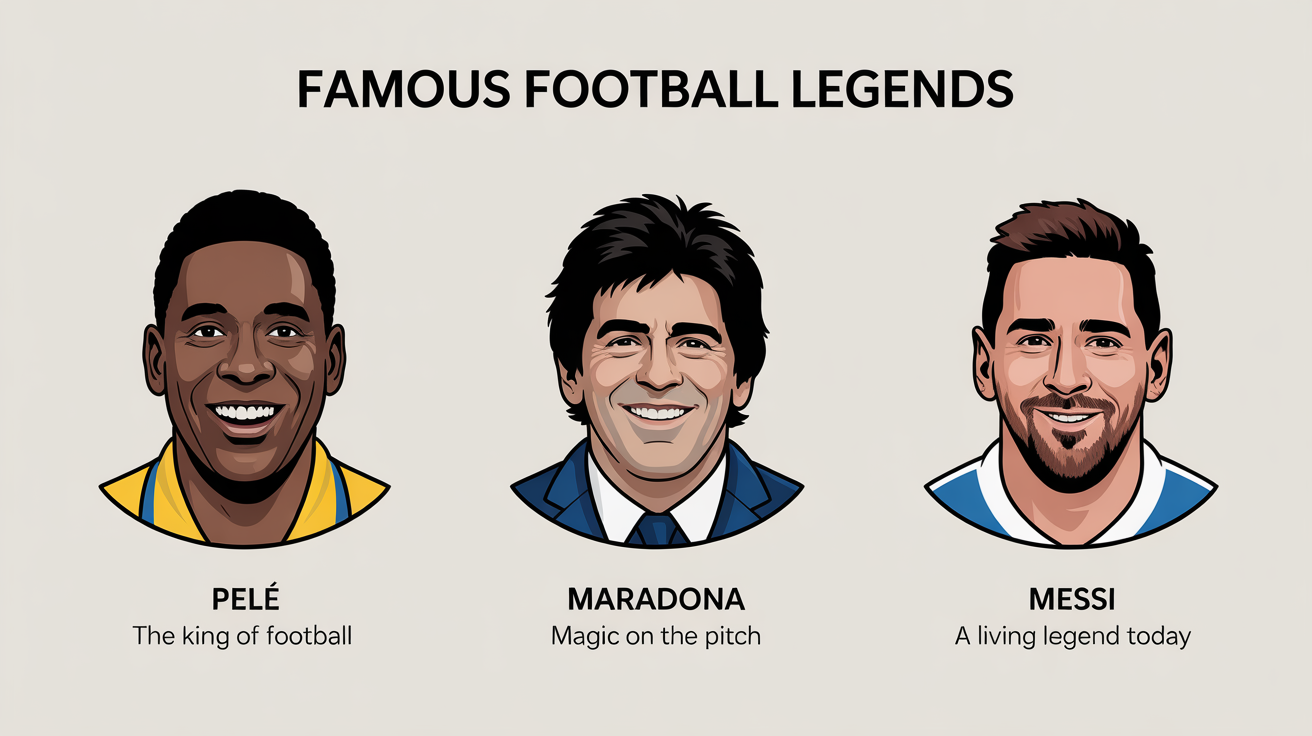 FAMOUS FOOTBALL LEGENDS
PELÉ
The king of football
MARADONA
Magic on the pitch
MESSI
A living legend today